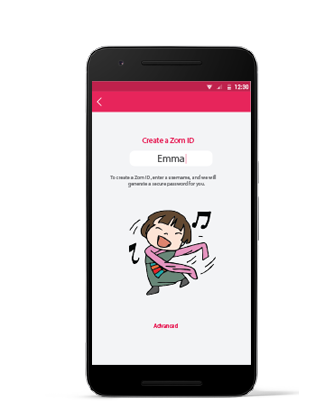 12:00
Create a Zom ID
Emma
To create a Zom ID, enter a username, and we will
generate a secure password for you.
Advanced